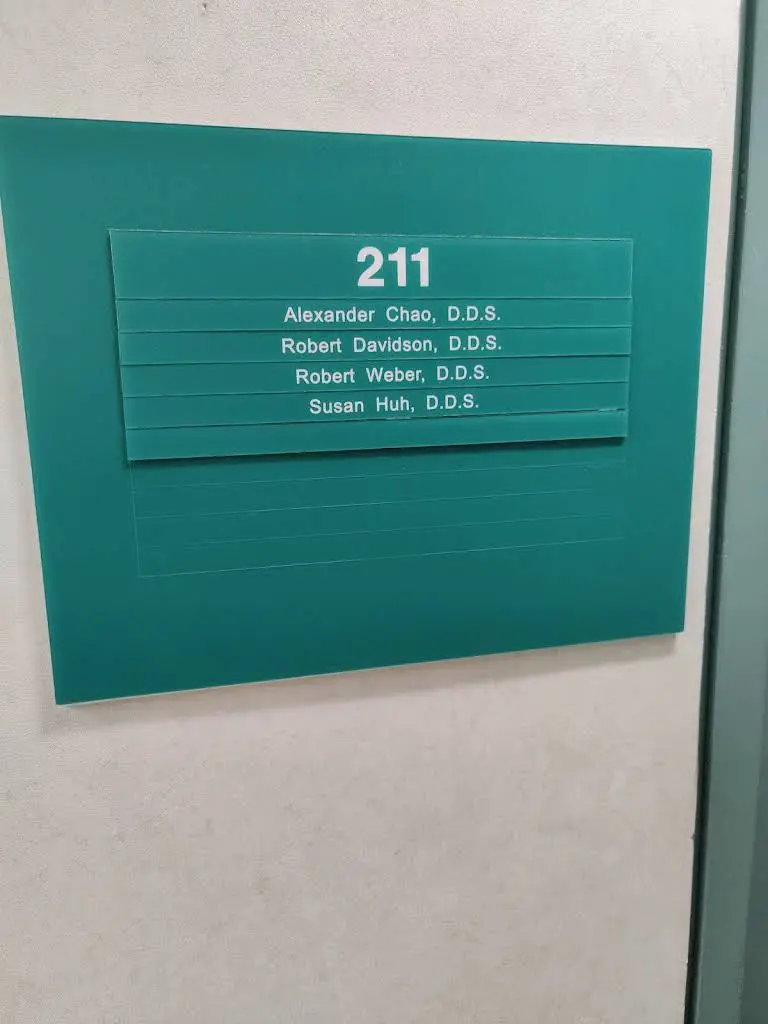 211
Alexander Chao, D.D.S.
Robert Davidson, D.D.S.
Robert Weber, D.D.S.
Susan Huh, D.D.S.